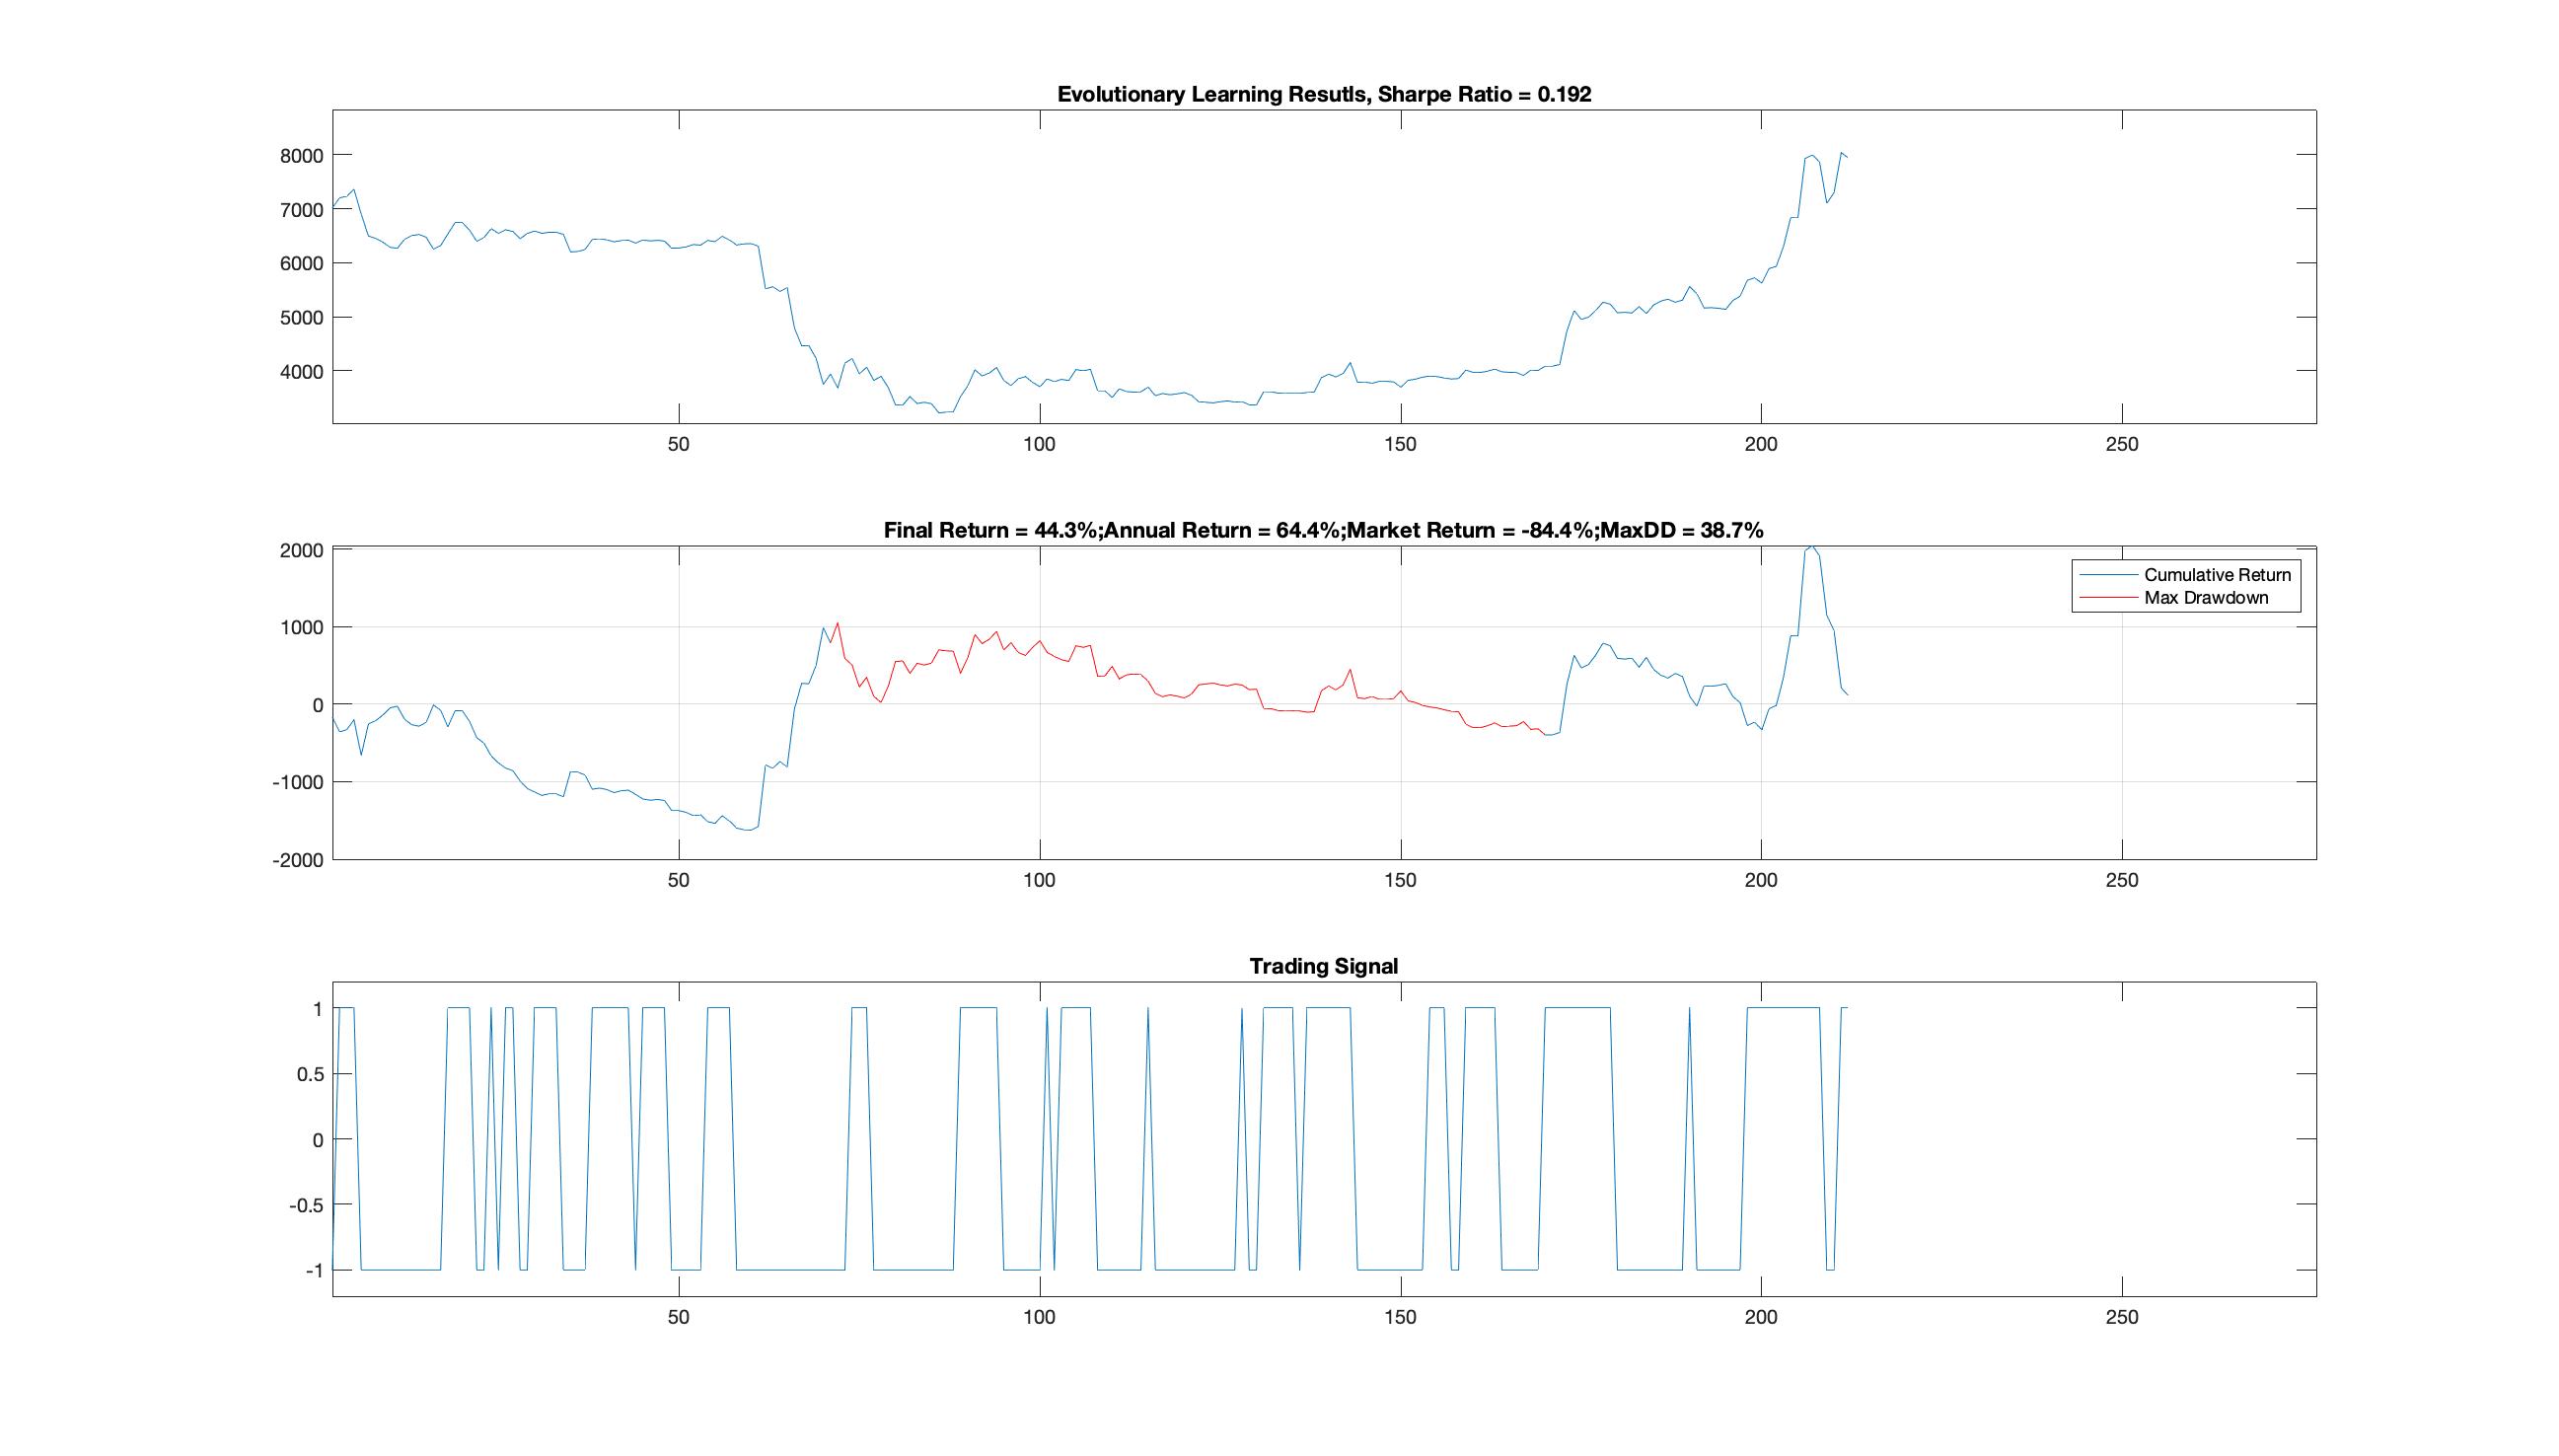 Evolutionary Learning Resutls, Sharpe Ratio = 0.192
8000
7000
6000
5000
4000
50 100 150 200 250
Final Return = 44.3%;Annual Return = 64.4%;Market Return = -84.4%;MaxDD = 38.7%
2000
1000
0
-1000
-2000
Cumulative Return
Max Drawdown
50 100 150 200 250
Trading Signal
1
0.5
0
-0.5
-1
50 100 150 200 250